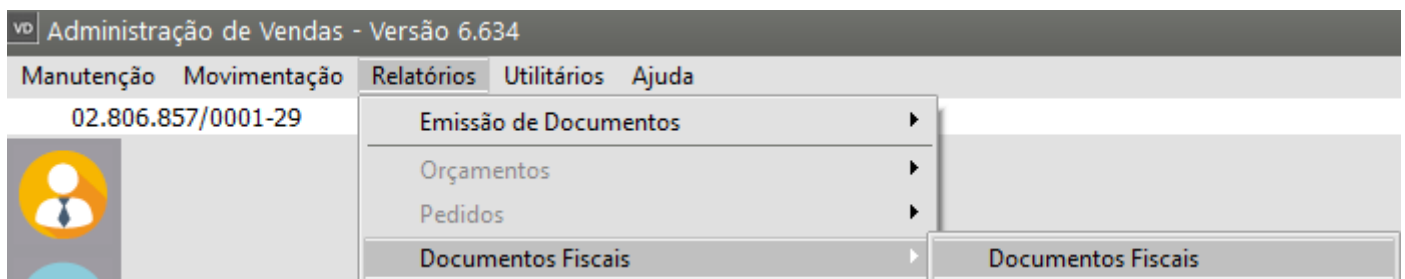 VD Administração de Vendas - Versão 6.634
Manutenção Movimentação Relatórios Utilitários Ajuda
02.806.857/0001-29
Emissão de Documentos
Orçamentos
Pedidos
Documentos Fiscais Documentos Fiscais